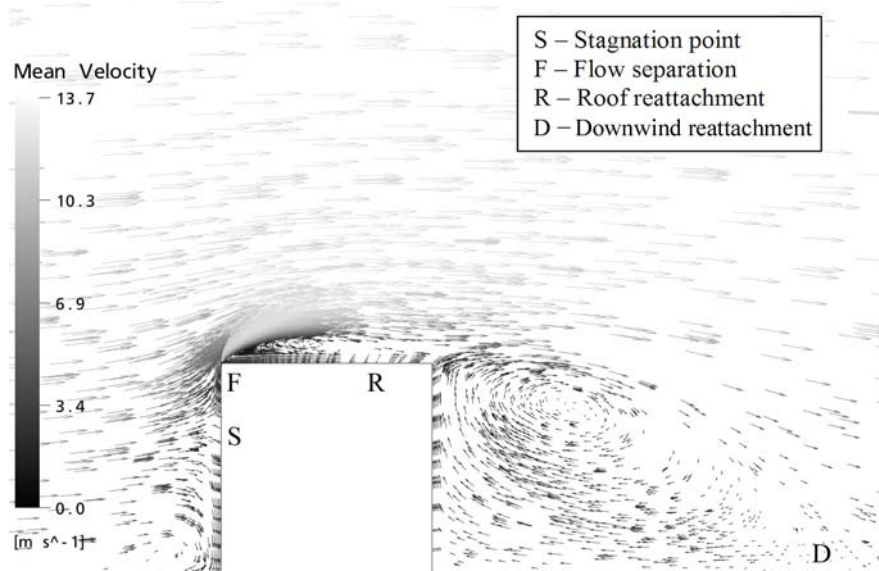 S – Stagnation point
F – Flow separation
R – Roof reattachment
D – Downwind reattachment
Mean Velocity
13.7
10.3
6.9
3.4
0.0
[m s^-1]
F
R
S
D